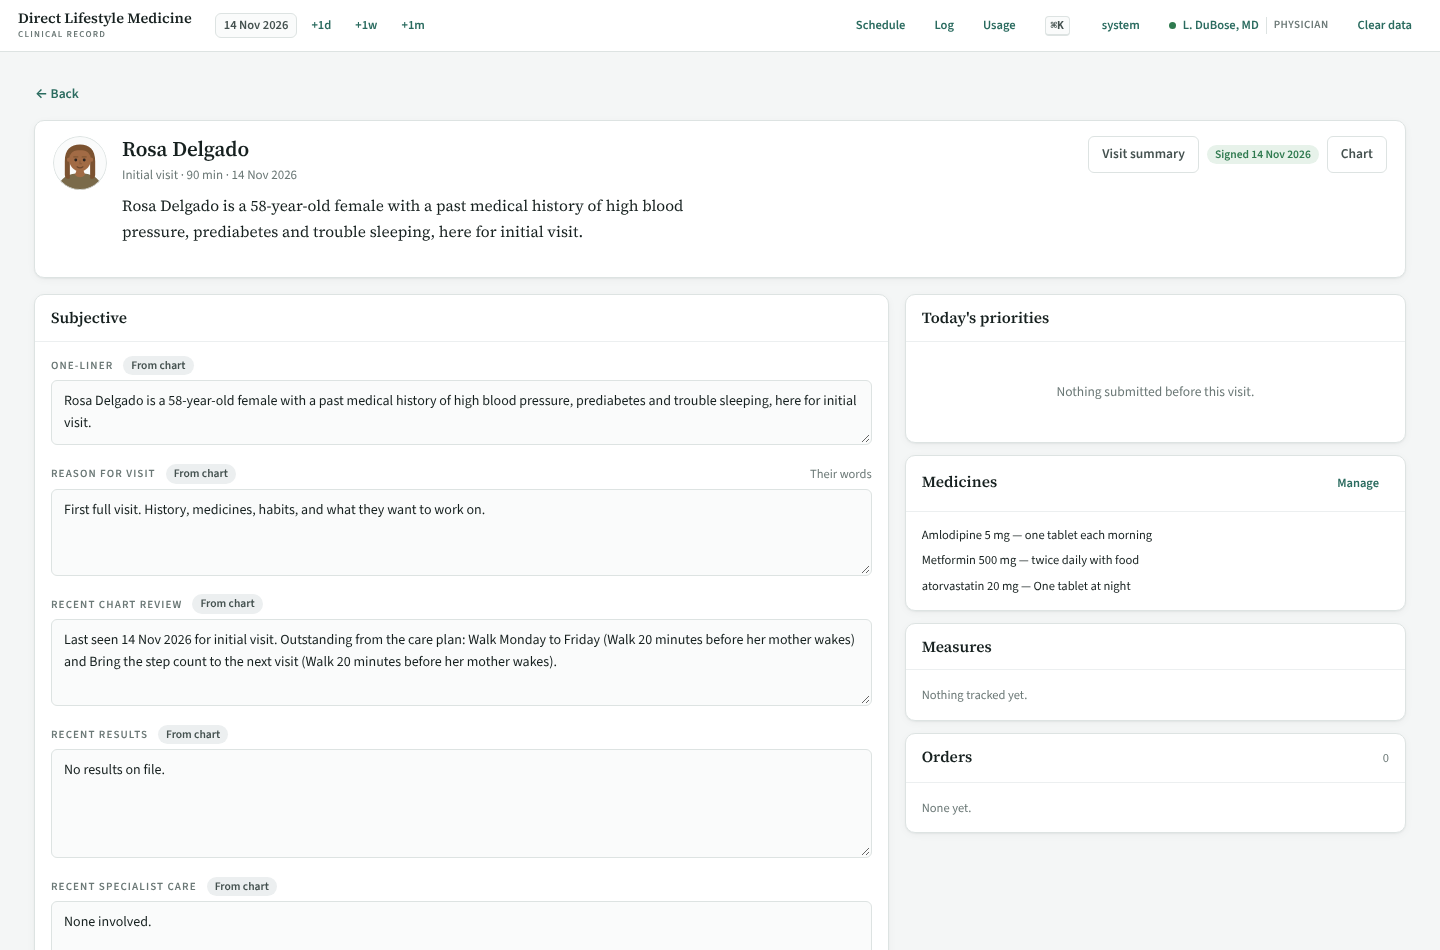 Direct Lifestyle Medicine
CLINICAL RECORD
14 Nov 2026 +1d +1w +1m
Schedule Log Usage ⌘K system L. DuBose, MD PHYSICIAN Clear data
← Back
Rosa Delgado
Initial visit · 90 min · 14 Nov 2026
Rosa Delgado is a 58-year-old female with a past medical history of high blood
pressure, prediabetes and trouble sleeping, here for initial visit.
Visit summary Signed 14 Nov 2026 Chart
Subjective
ONE-LINER From chart
Rosa Delgado is a 58-year-old female with a past medical history of high blood pressure, prediabetes and trouble sleeping, here for initial
visit.
REASON FOR VISIT From chart Their words
First full visit. History, medicines, habits, and what they want to work on.
RECENT CHART REVIEW From chart
Last seen 14 Nov 2026 for initial visit. Outstanding from the care plan: Walk Monday to Friday (Walk 20 minutes before her mother wakes)
and Bring the step count to the next visit (Walk 20 minutes before her mother wakes).
RECENT RESULTS From chart
No results on file.
RECENT SPECIALIST CARE From chart
None involved.
Today's priorities
Nothing submitted before this visit.
Medicines Manage
Amlodipine 5 mg — one tablet each morning
Metformin 500 mg — twice daily with food
atorvastatin 20 mg — One tablet at night
Measures
Nothing tracked yet.
Orders 0
None yet.